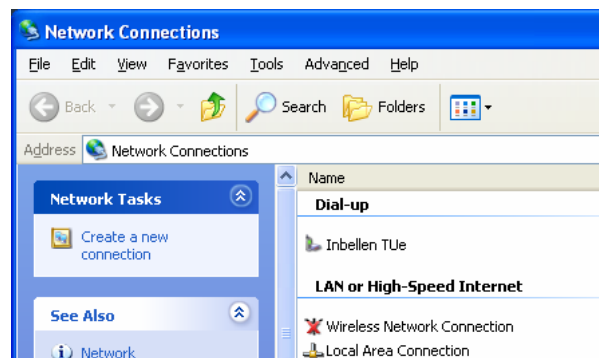 Network Connections
File Edit View Favorites Tools Advanced Help
Back Search Folders
Address Network Connections
Name
Network Tasks
Dial-up
Create a new
connection
Inbellen TUe
LAN or High-Speed Internet
See Also
Wireless Network Connection
Network
Local Area Connection